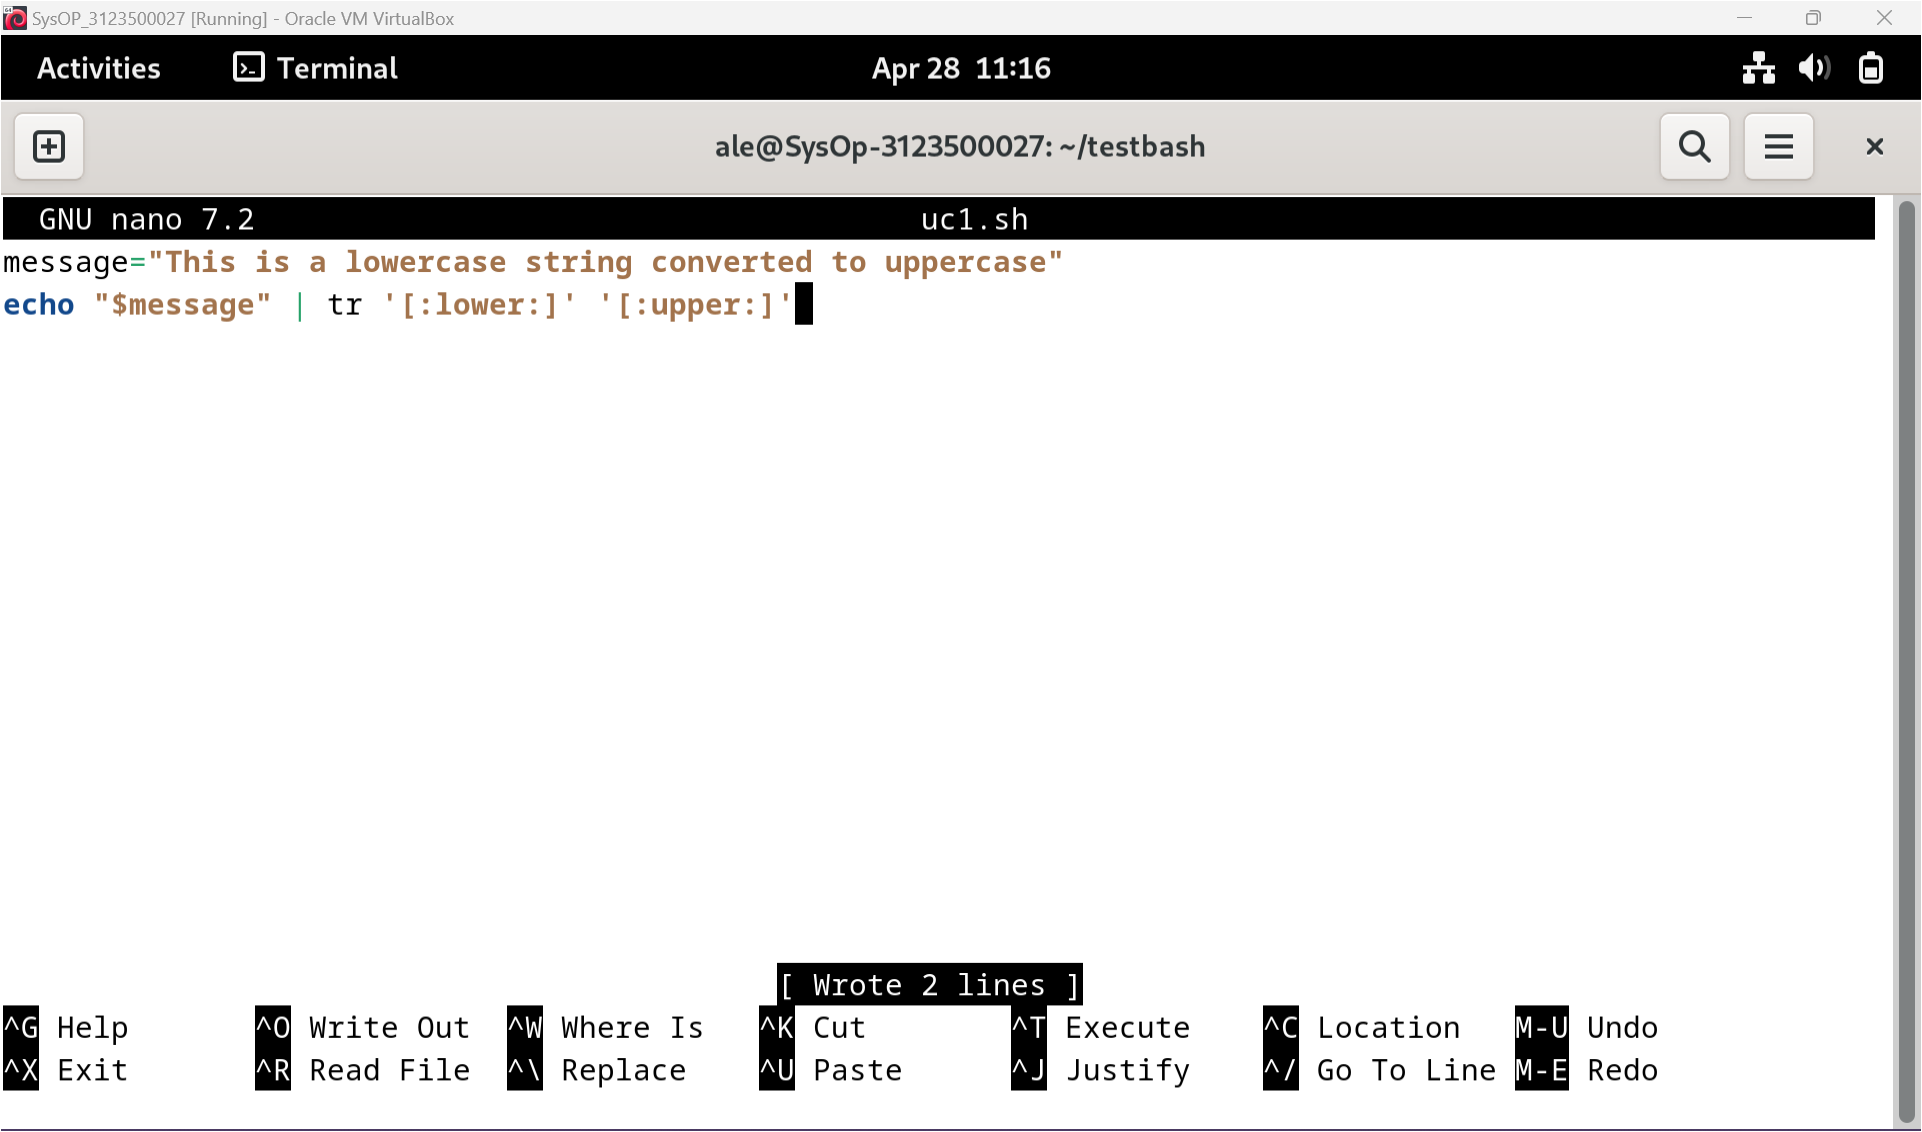 SysOP_3123500027 [Running] - Oracle VM VirtualBox
Activities Terminal Apr 28 11:16
ale@SysOp-3123500027: ~/testbash
GNU nano 7.2 uc1.sh
message="This is a lowercase string converted to uppercase"
echo "$message" | tr '[:lower:]' '[:upper:]'
[ Wrote 2 lines ]
^G Help ^O Write Out ^W Where Is ^K Cut ^T Execute ^C Location M-U Undo
^X Exit ^R Read File ^\ Replace ^U Paste ^J Justify ^/ Go To Line M-E Redo